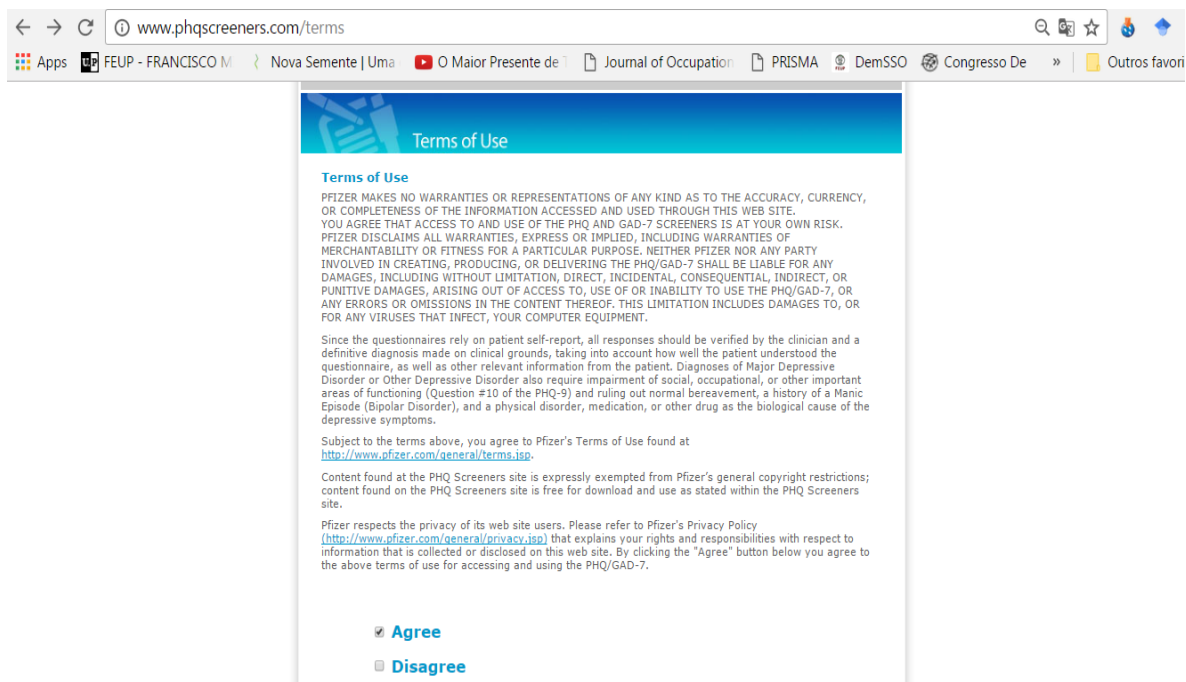 www.phqscreeners.com/terms
Apps FEUP - FRANCISCO M Nova Semente | Uma O Maior Presente de T Journal of Occupation PRISMA DemSSO Congresso De » Outros favori
Terms of Use
Terms of Use
PFIZER MAKES NO WARRANTIES OR REPRESENTATIONS OF ANY KIND AS TO THE ACCURACY, CURRENCY,
OR COMPLETENESS OF THE INFORMATION ACCESSED AND USED THROUGH THIS WEB SITE.
YOU AGREE THAT ACCESS TO AND USE OF THE PHQ AND GAD-7 SCREENERS IS AT YOUR OWN RISK.
PFIZER DISCLAIMS ALL WARRANTIES, EXPRESS OR IMPLIED, INCLUDING WARRANTIES OF
MERCHANTABILITY OR FITNESS FOR A PARTICULAR PURPOSE. NEITHER PFIZER NOR ANY PARTY
INVOLVED IN CREATING, PRODUCING, OR DELIVERING THE PHQ/GAD-7 SHALL BE LIABLE FOR ANY
DAMAGES, INCLUDING WITHOUT LIMITATION, DIRECT, INCIDENTAL, CONSEQUENTIAL, INDIRECT, OR
PUNITIVE DAMAGES, ARISING OUT OF ACCESS TO, USE OF OR INABILITY TO USE THE PHQ/GAD-7, OR
ANY ERRORS OR OMISSIONS IN THE CONTENT THEREOF. THIS LIMITATION INCLUDES DAMAGES TO, OR
FOR ANY VIRUSES THAT INFECT, YOUR COMPUTER EQUIPMENT.
Since the questionnaires rely on patient self-report, all responses should be verified by the clinician and a
definitive diagnosis made on clinical grounds, taking into account how well the patient understood the
questionnaire, as well as other relevant information from the patient. Diagnoses of Major Depressive
Disorder or Other Depressive Disorder also require impairment of social, occupational, or other important
areas of functioning (Question #10 of the PHQ-9) and ruling out normal bereavement, a history of a Manic
Episode (Bipolar Disorder), and a physical disorder, medication, or other drug as the biological cause of the
depressive symptoms.
Subject to the terms above, you agree to Pfizer's Terms of Use found at
http://www.pfizer.com/general/terms.jsp.
Content found at the PHQ Screeners site is expressly exempted from Pfizer's general copyright restrictions;
content found on the PHQ Screeners site is free for download and use as stated within the PHQ Screeners
site.
Pfizer respects the privacy of its web site users. Please refer to Pfizer's Privacy Policy
(http://www.pfizer.com/general/privacy.jsp) that explains your rights and responsibilities with respect to
information that is collected or disclosed on this web site. By clicking the "Agree" button below you agree to
the above terms of use for accessing and using the PHQ/GAD-7.
Agree
Disagree